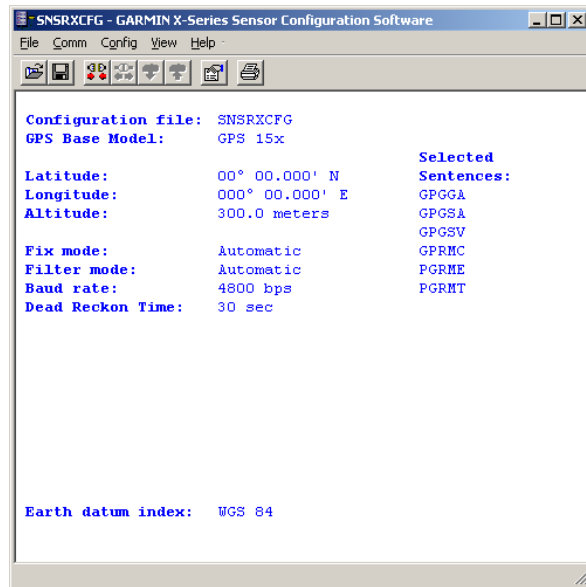 SNSRXCFG - GARMIN X-Series Sensor Configuration Software
File Comm Config View Help
Configuration file: SNSRXCFG
GPS Base Model: GPS 15x
Selected
Latitude: 00° 00.000' N Sentences:
Longitude: 000° 00.000' E GPGGA
Altitude: 300.0 meters GPGSA
GPGSV
Fix mode: Automatic GPRMC
Filter mode: Automatic PGRME
Baud rate: 4800 bps PGRMT
Dead Reckon Time: 30 sec
Earth datum index: WGS 84